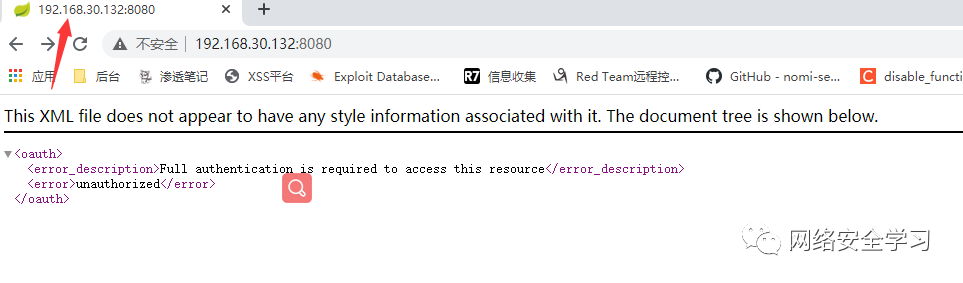 192.168.30.132:8080
不安全 | 192.168.30.132:8080
应用 后台 渗透笔记 XSS平台 Exploit Database... R7 信息收集 Red Team远程控... GitHub - nomi-se... C disable_functi
This XML file does not appear to have any style information associated with it. The document tree is shown below.
▼<oauth>
<error_description>Full authentication is required to access this resource</error_description>
<error>unauthorized</error>
</oauth>
网络安全学习